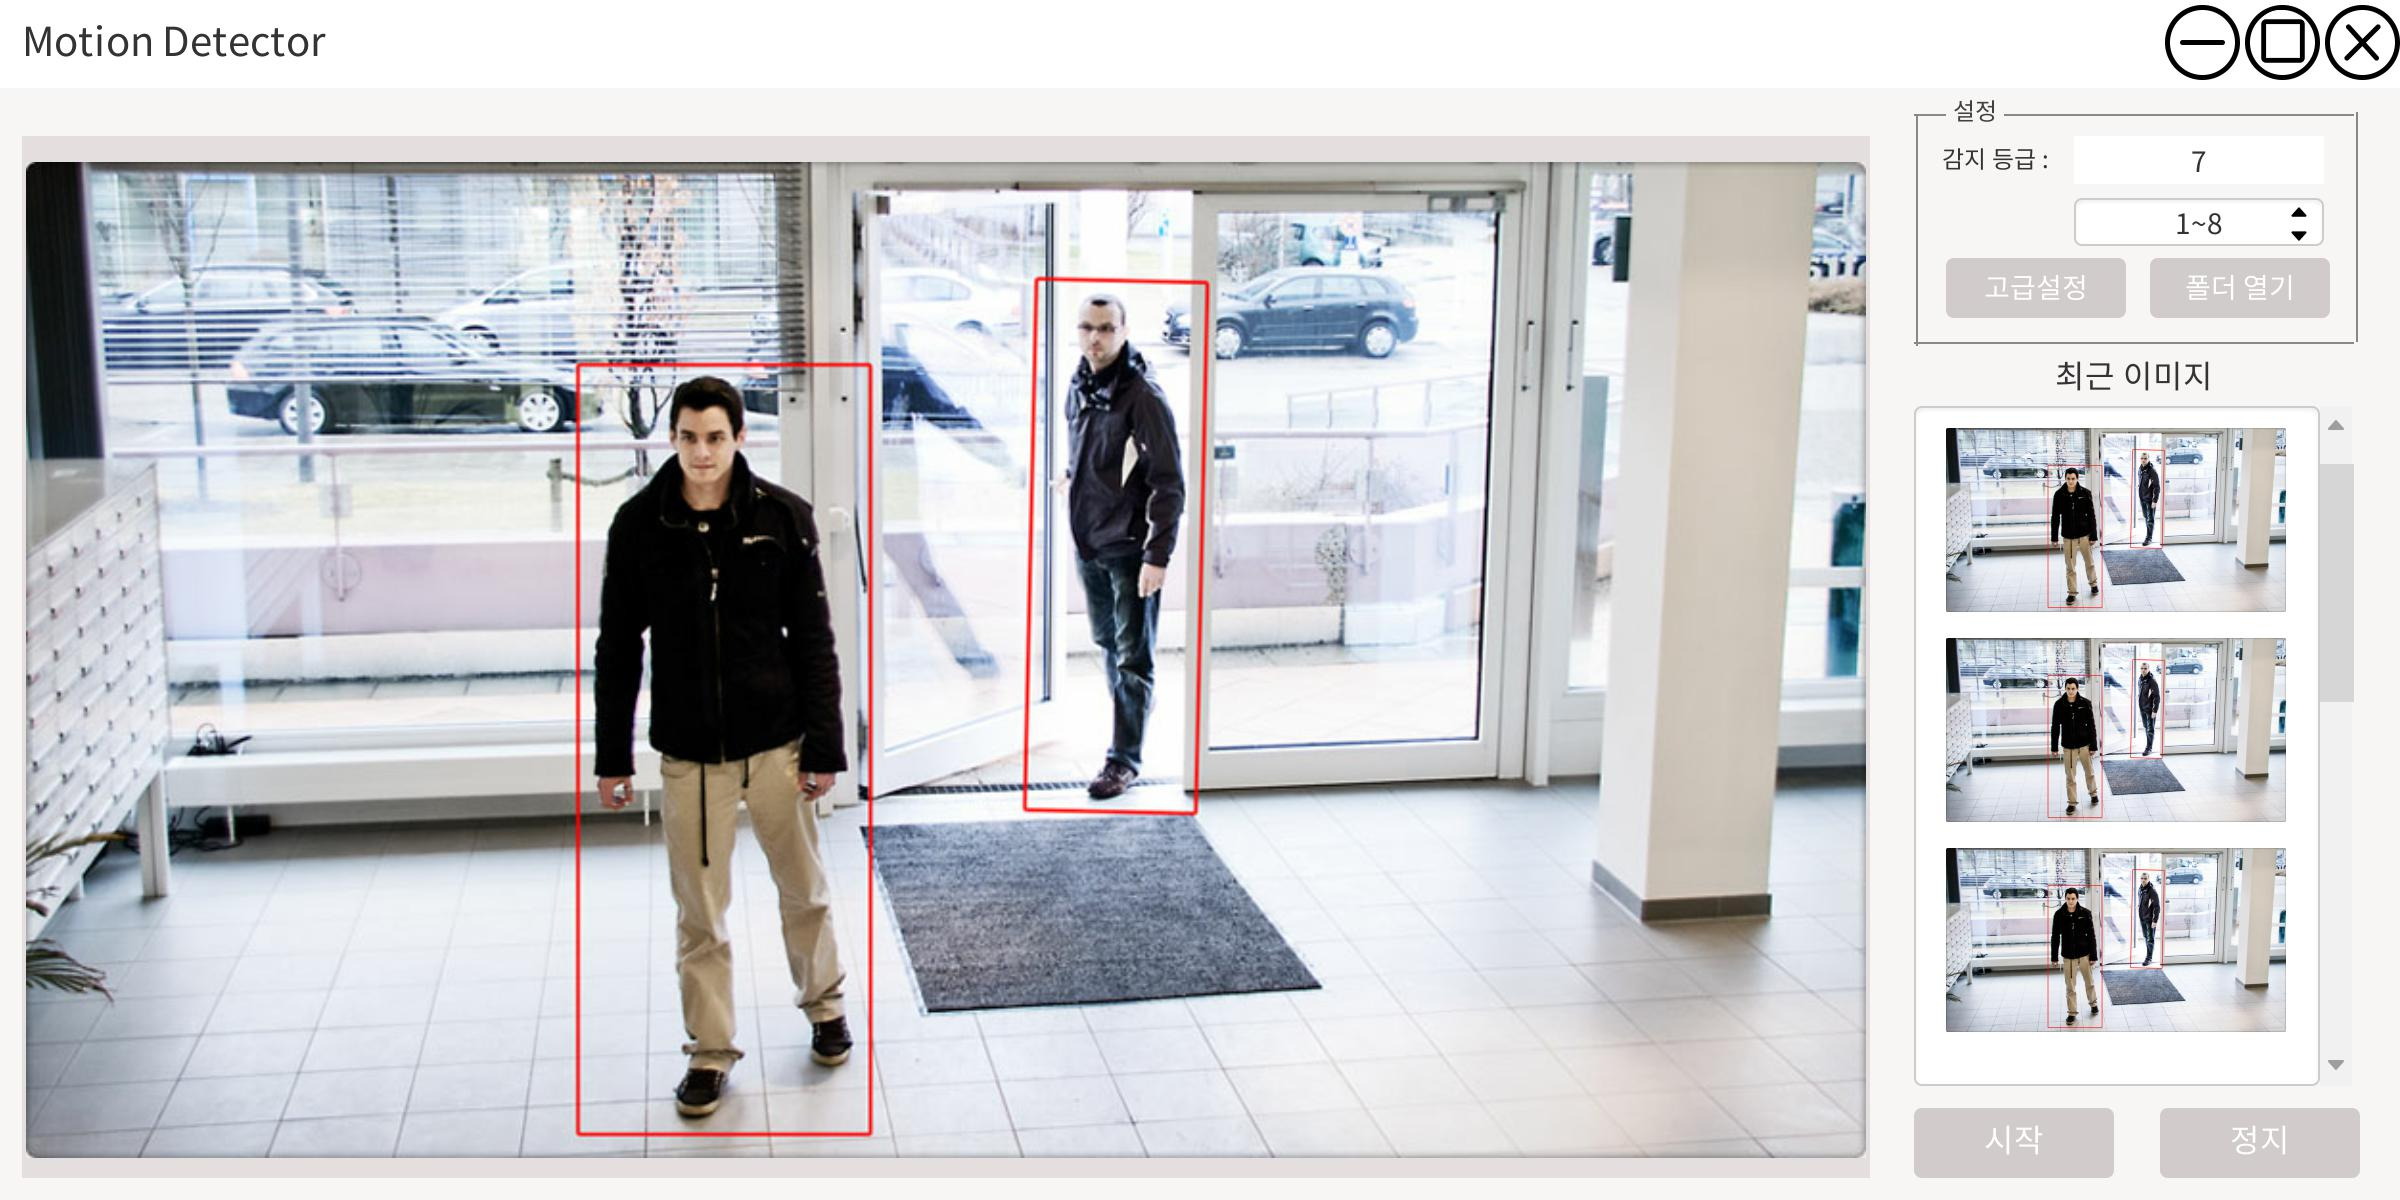 Motion Detector
설정
감지 등급 :
7
1~8
고급설정
폴더 열기
최근 이미지
시작
정지